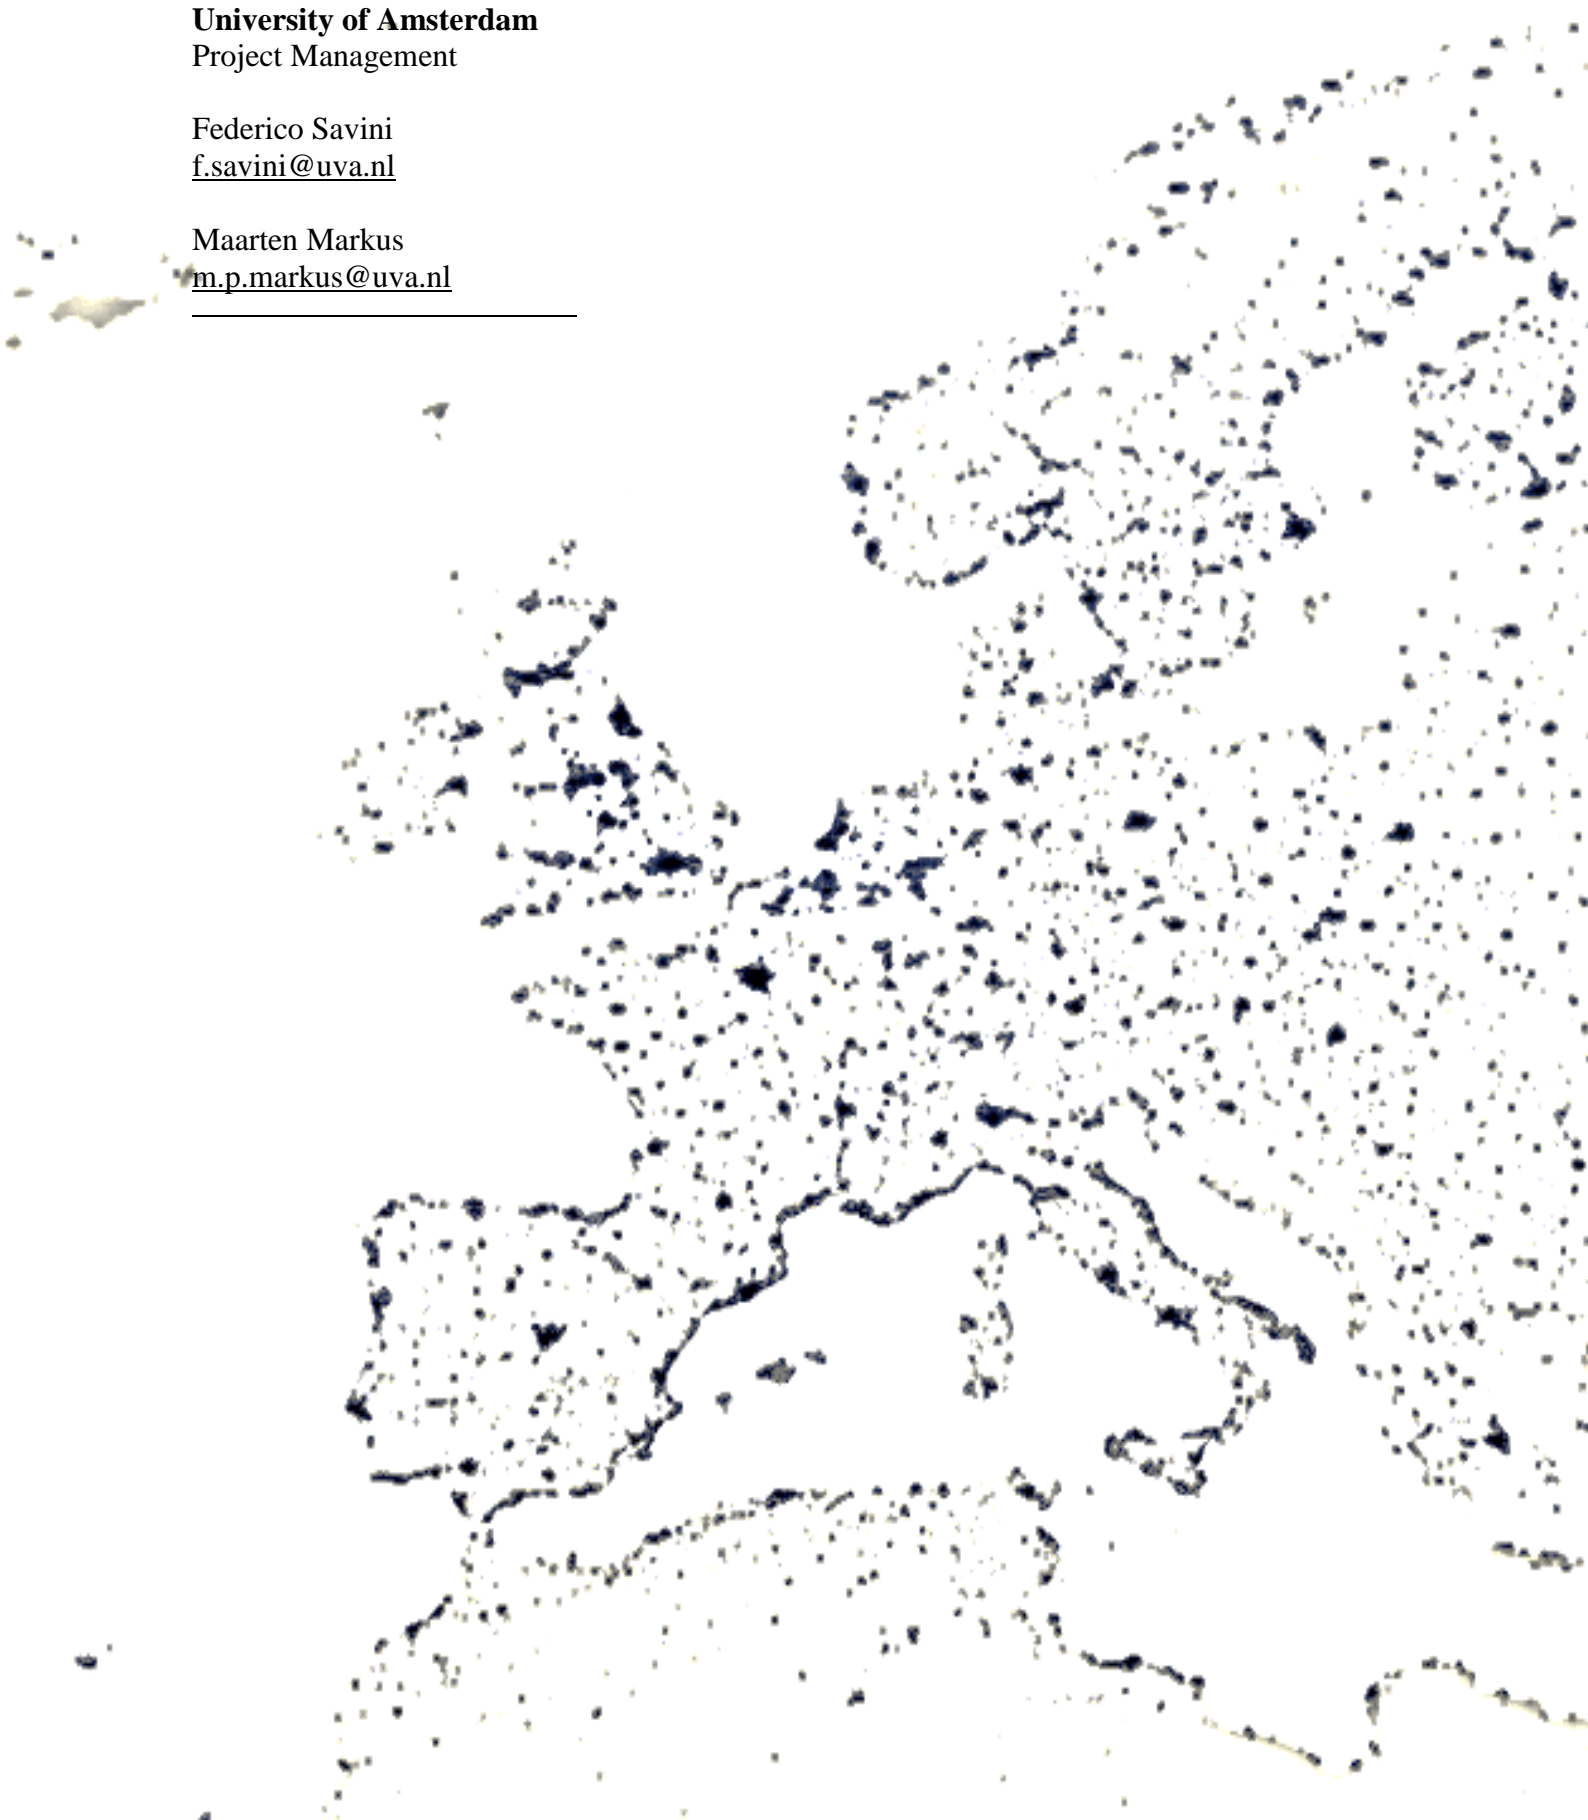 University of Amsterdam
Project Management
Federico Savini
f.savini@uva.nl
Maarten Markus
m.p.markus@uva.nl